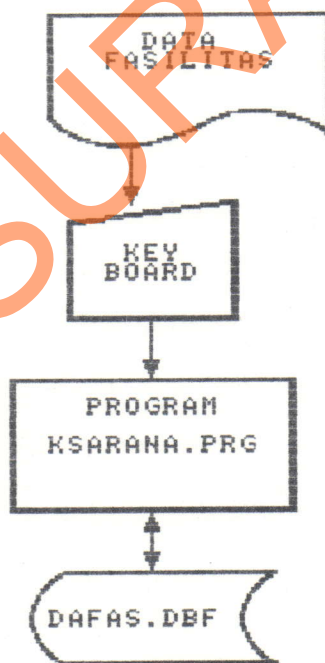 DATA
FASILITAS
KEY
BOARD
PROGRAM
KSARANA.PRG
DAFAS.DBF